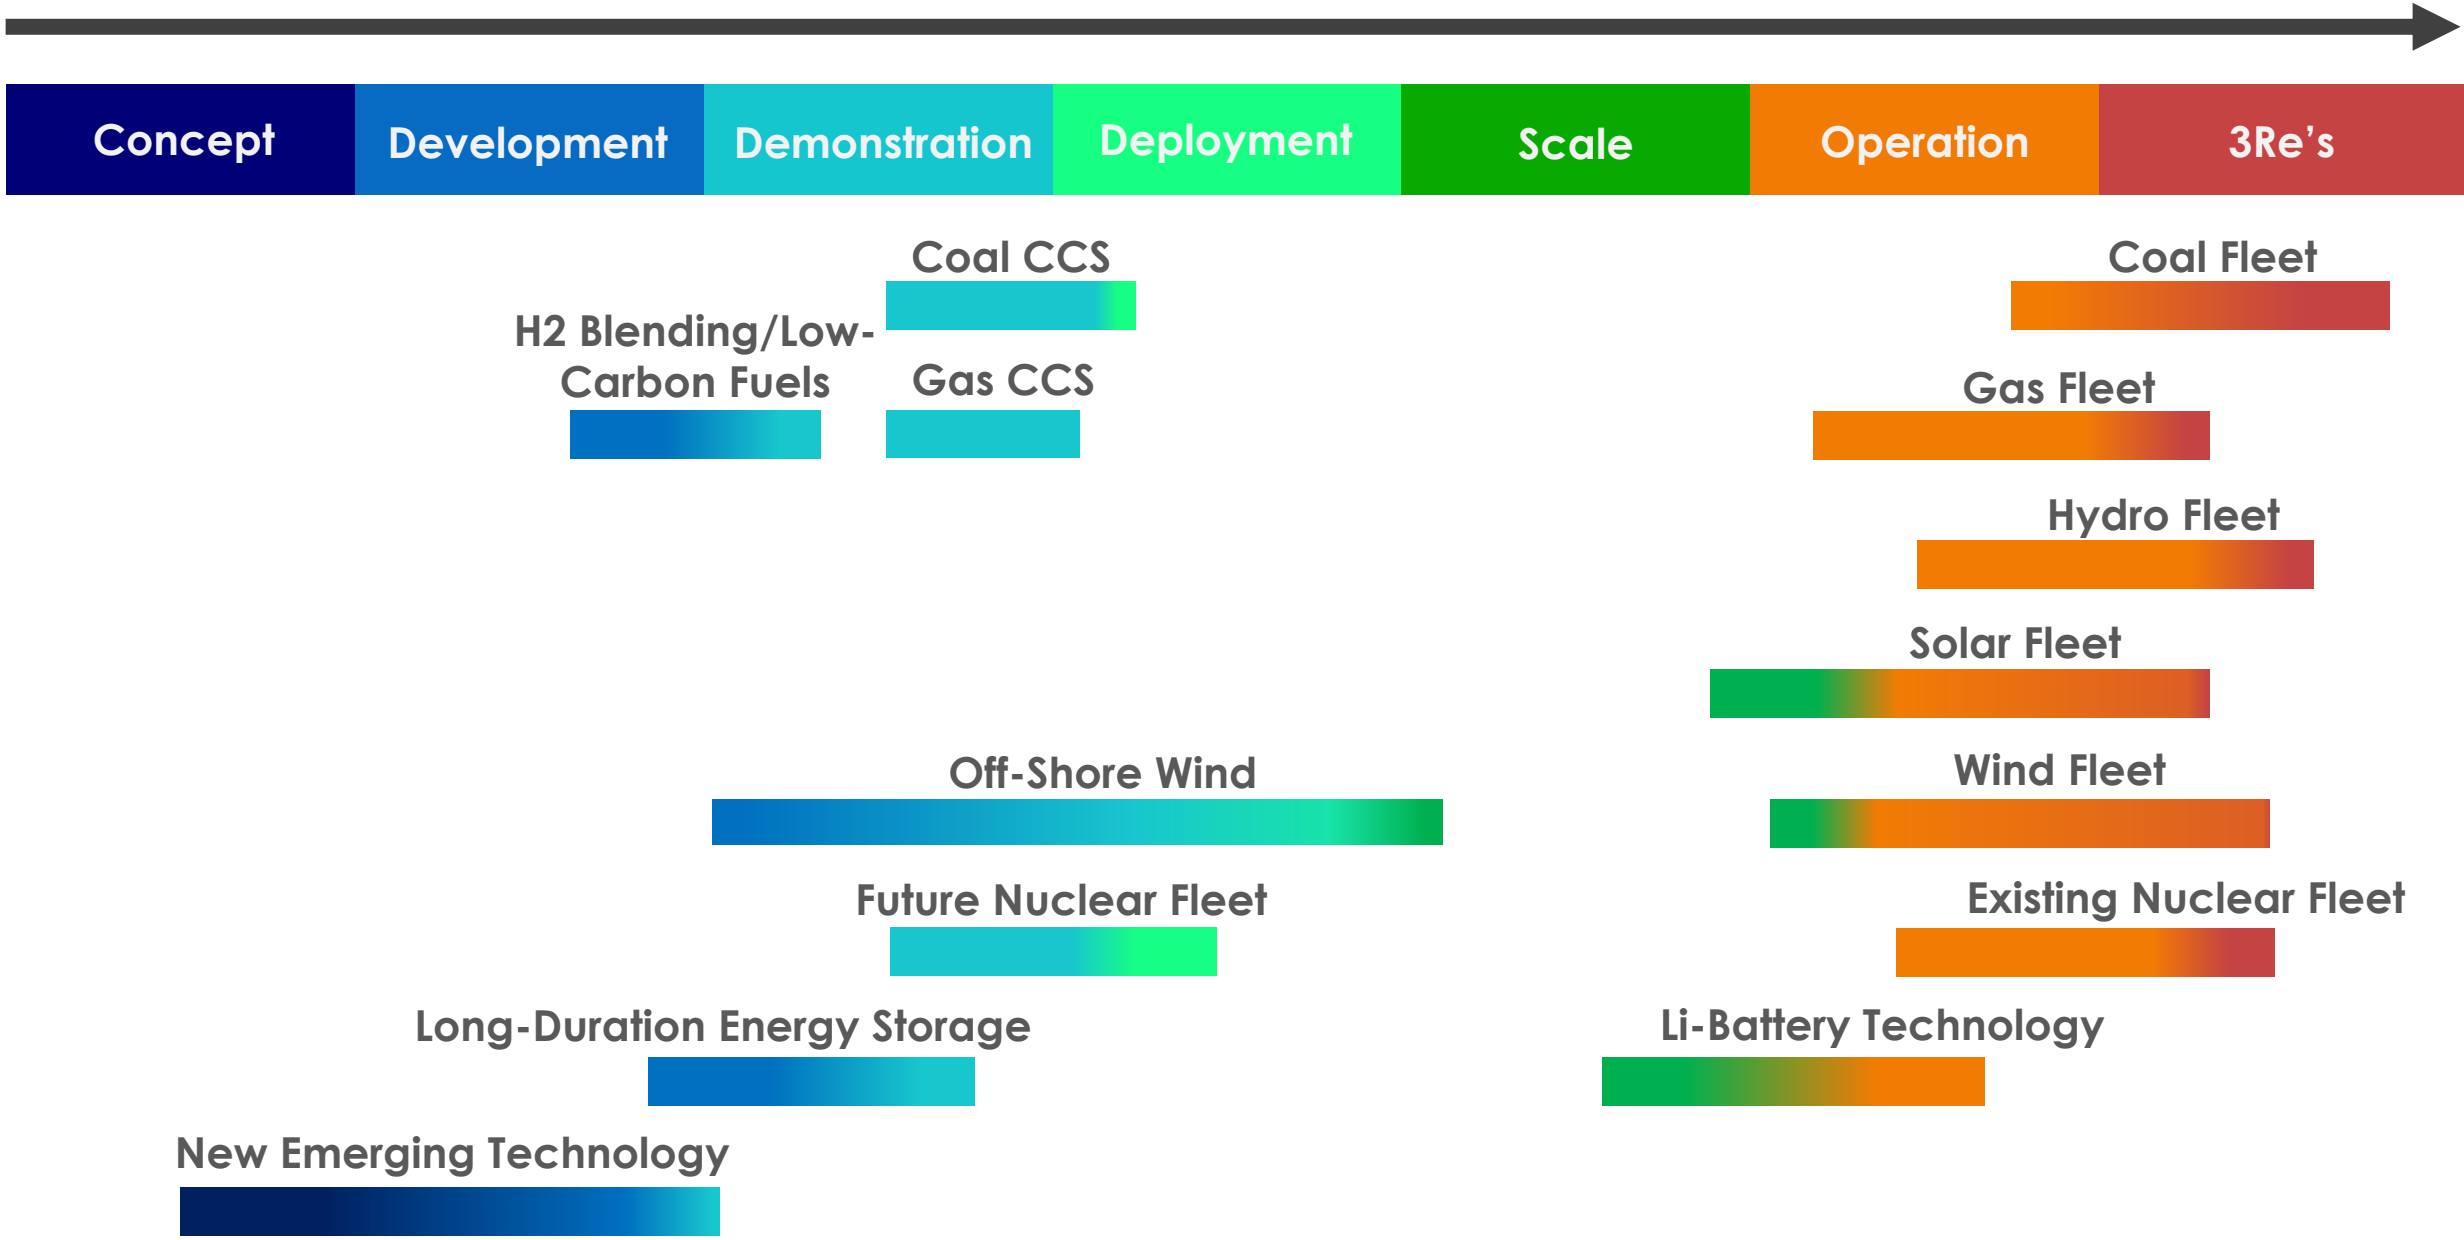 Concept
Development
Demonstration
Deployment
Scale
Operation
3Re's
Coal CCS
Coal Fleet
H2 Blending/Low-
Carbon Fuels
Gas CCS
Gas Fleet
Hydro Fleet
Solar Fleet
Off-Shore Wind
Wind Fleet
Future Nuclear Fleet
Existing Nuclear Fleet
Long-Duration Energy Storage
Li-Battery Technology
New Emerging Technology